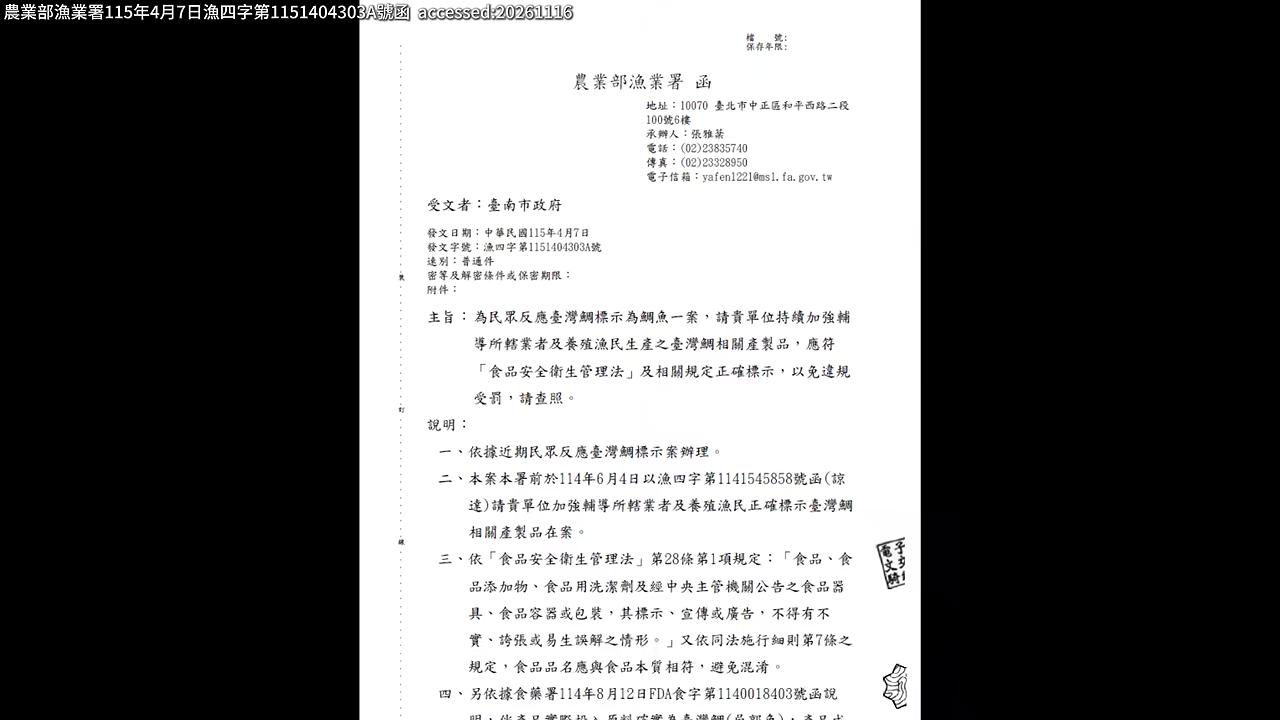 農業部漁業署115年4月7日漁四字第1151404303A號函 accessed:20261116
檔　號:
保存年限:
農業部漁業署 函
地址：10070 臺北市中正區和平西路二段
100號6樓
承辦人：張雅棻
電話：(02)23835740
傳真：(02)23328950
電子信箱：yafen1221@ms1.fa.gov.tw
受文者：臺南市政府
發文日期：中華民國115年4月7日
發文字號：漁四字第1151404303A號
速別：普通件
密等及解密條件或保密期限：
附件：
裝
主旨：為民眾反應臺灣鯛標示為鯛魚一案，請貴單位持續加強輔
導所轄業者及養殖漁民生產之臺灣鯛相關產製品，應符
「食品安全衛生管理法」及相關規定正確標示，以免違規
受罰，請查照。
訂
說明：
一、依據近期民眾反應臺灣鯛標示案辦理。
二、本案本署前於114年6月4日以漁四字第1141545858號函(諒
達)請貴單位加強輔導所轄業者及養殖漁民正確標示臺灣鯛
相關產製品在案。
線
三、依「食品安全衛生管理法」第28條第1項規定：「食品、食
品添加物、食品用洗潔劑及經中央主管機關公告之食品器
具、食品容器或包裝，其標示、宣傳或廣告，不得有不
實、誇張或易生誤解之情形。」又依同法施行細則第7條之
規定，食品品名應與食品本質相符，避免混淆。
電子文
四、另依據食藥署114年8月12日FDA食字第1140018403號函說